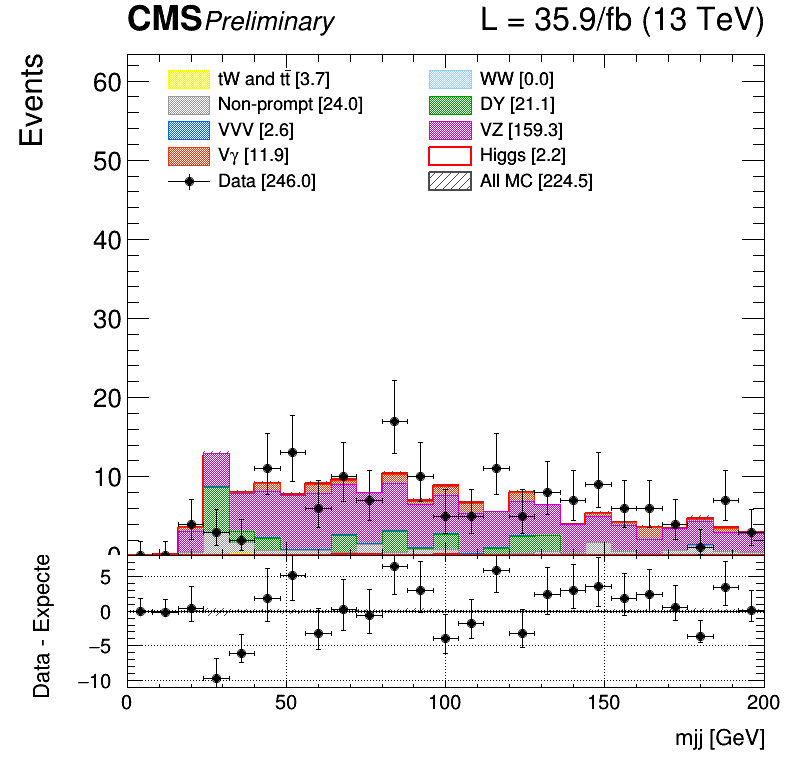 CMS Preliminary L = 35.9/fb (13 TeV)
Events
60
50
40
30
20
10
0
tW and tt̄ [3.7]
Non-prompt [24.0]
VVV [2.6]
Vγ [11.9]
Data [246.0]
WW [0.0]
DY [21.1]
VZ [159.3]
Higgs [2.2]
All MC [224.5]
Data - Expecte
5
0
−5
−10
0 50 100 150 200
mjj [GeV]